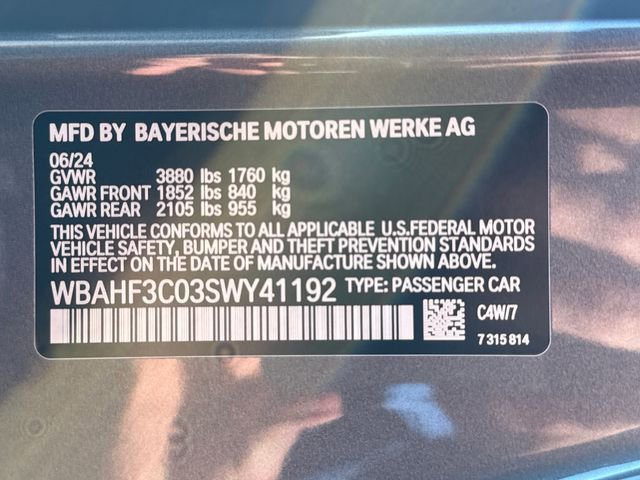 MFD BY BAYERISCHE MOTOREN WERKE AG
06/24
GVWR 3880 lbs 1760 kg
GAWR FRONT 1852 lbs 840 kg
GAWR REAR 2105 lbs 955 kg
THIS VEHICLE CONFORMS TO ALL APPLICABLE U.S.FEDERAL MOTOR
VEHICLE SAFETY, BUMPER AND THEFT PREVENTION STANDARDS
IN EFFECT ON THE DATE OF MANUFACTURE SHOWN ABOVE.
WBAHF3C03SWY41192 TYPE: PASSENGER CAR
C4W/7
7 315 814